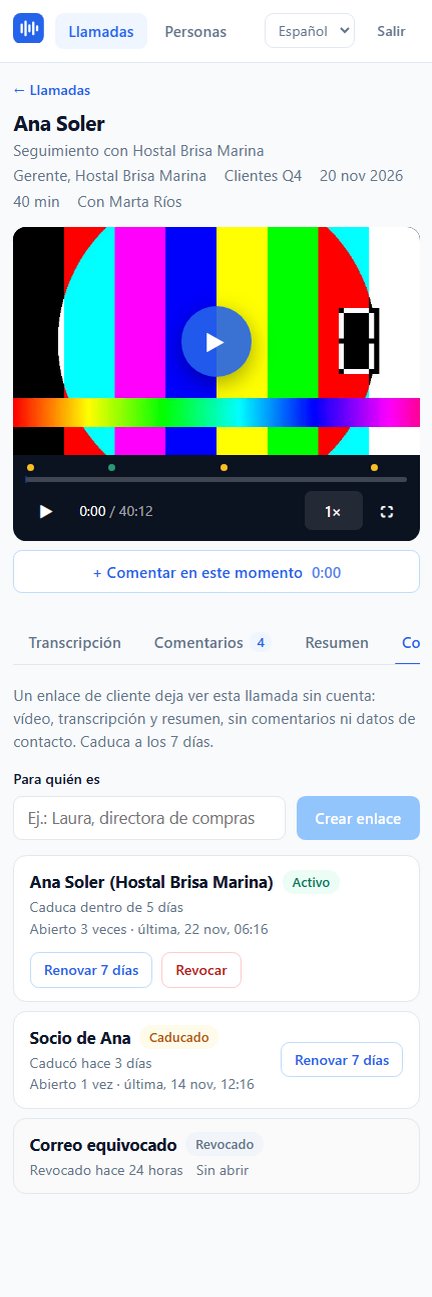 Llamadas
Personas
Español
Salir
← Llamadas
Ana Soler
Seguimiento con Hostal Brisa Marina
Gerente, Hostal Brisa Marina Clientes Q4 20 nov 2026
40 min Con Marta Ríos
0:00 / 40:12
1×
+ Comentar en este momento 0:00
Transcripción
Comentarios 4
Resumen
Co
Un enlace de cliente deja ver esta llamada sin cuenta:
vídeo, transcripción y resumen, sin comentarios ni datos de
contacto. Caduca a los 7 días.
Para quién es
Ej.: Laura, directora de compras
Crear enlace
Ana Soler (Hostal Brisa Marina) Activo
Caduca dentro de 5 días
Abierto 3 veces · última, 22 nov, 06:16
Renovar 7 días
Revocar
Socio de Ana Caducado
Caducó hace 3 días
Abierto 1 vez · última, 14 nov, 12:16
Renovar 7 días
Correo equivocado Revocado
Revocado hace 24 horas Sin abrir